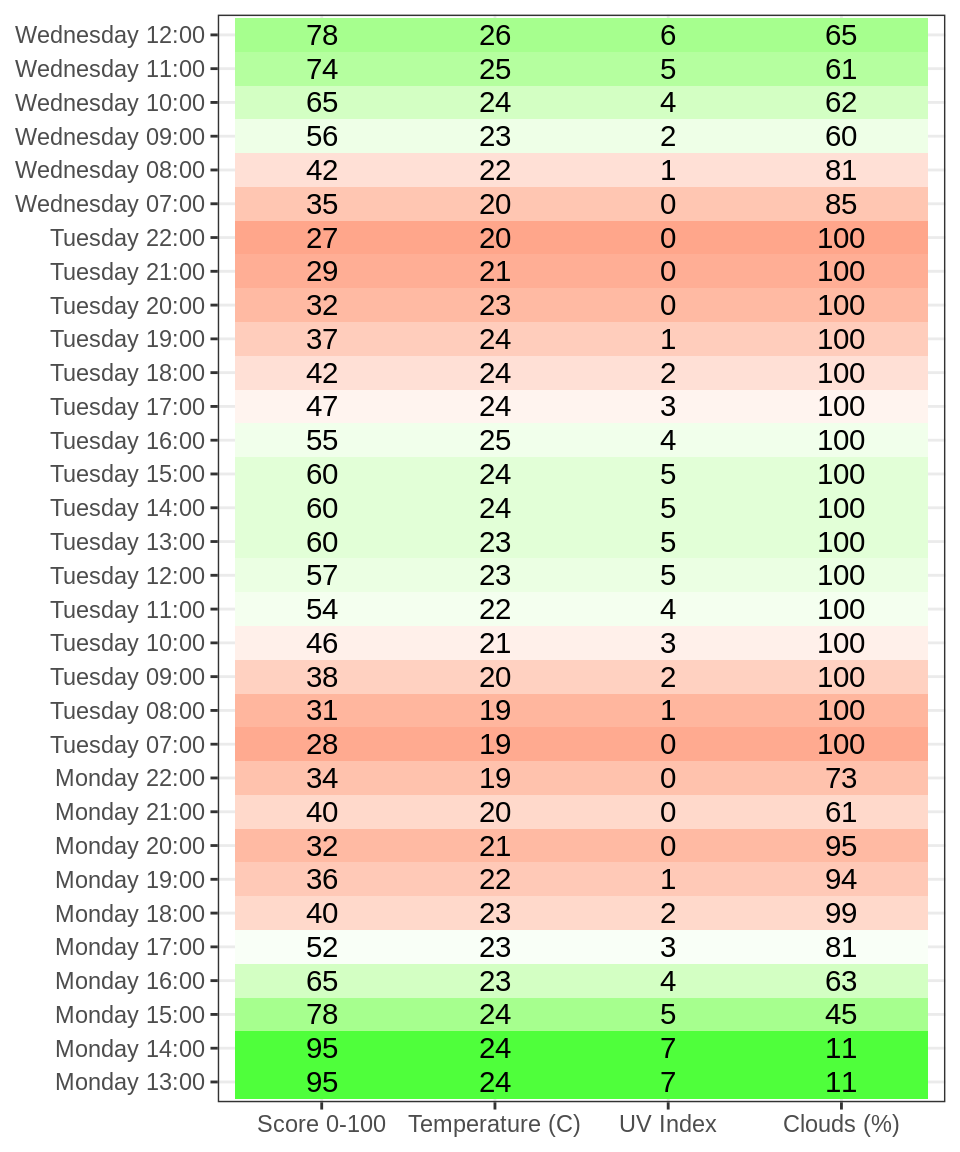 Wednesday 12:00 78 26 6 65
Wednesday 11:00 74 25 5 61
Wednesday 10:00 65 24 4 62
Wednesday 09:00 56 23 2 60
Wednesday 08:00 42 22 1 81
Wednesday 07:00 35 20 0 85
Tuesday 22:00 27 20 0 100
Tuesday 21:00 29 21 0 100
Tuesday 20:00 32 23 0 100
Tuesday 19:00 37 24 1 100
Tuesday 18:00 42 24 2 100
Tuesday 17:00 47 24 3 100
Tuesday 16:00 55 25 4 100
Tuesday 15:00 60 24 5 100
Tuesday 14:00 60 24 5 100
Tuesday 13:00 60 23 5 100
Tuesday 12:00 57 23 5 100
Tuesday 11:00 54 22 4 100
Tuesday 10:00 46 21 3 100
Tuesday 09:00 38 20 2 100
Tuesday 08:00 31 19 1 100
Tuesday 07:00 28 19 0 100
Monday 22:00 34 19 0 73
Monday 21:00 40 20 0 61
Monday 20:00 32 21 0 95
Monday 19:00 36 22 1 94
Monday 18:00 40 23 2 99
Monday 17:00 52 23 3 81
Monday 16:00 65 23 4 63
Monday 15:00 78 24 5 45
Monday 14:00 95 24 7 11
Monday 13:00 95 24 7 11
Score 0-100 Temperature (C) UV Index Clouds (%)